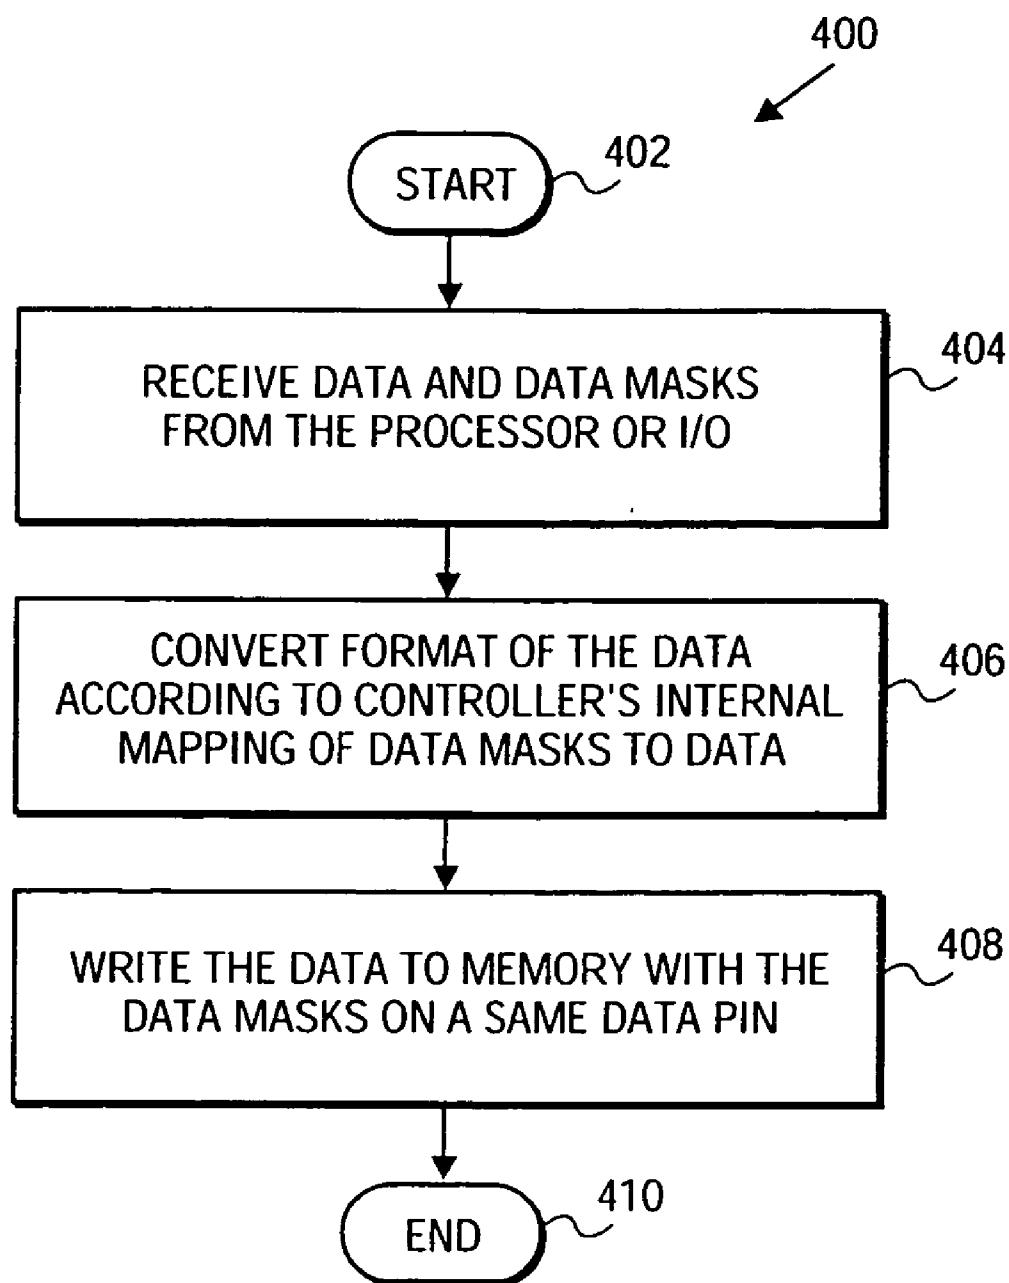 400
START
402
RECEIVE DATA AND DATA MASKS
FROM THE PROCESSOR OR I/O
404
CONVERT FORMAT OF THE DATA
ACCORDING TO CONTROLLER'S INTERNAL
MAPPING OF DATA MASKS TO DATA
406
WRITE THE DATA TO MEMORY WITH THE
DATA MASKS ON A SAME DATA PIN
408
END
410